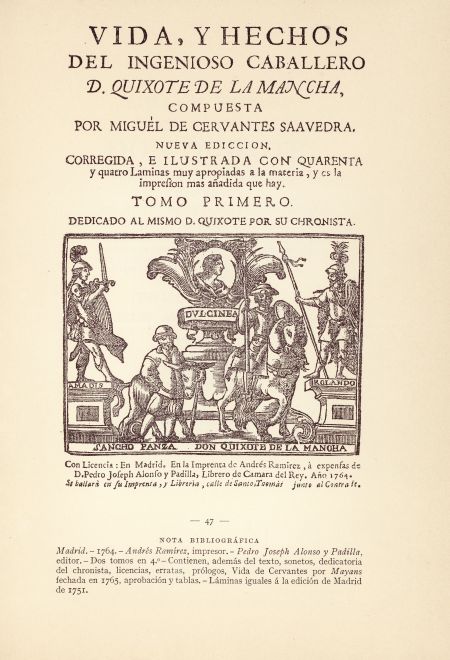 VIDA, Y HECHOS
DEL INGENIOSO CABALLERO
D. QUIXOTE DE LA MANCHA,
COMPUESTA
POR MIGUÉL DE CERVANTES SAAVEDRA.
NUEVA EDICCION,
CORREGIDA, E ILUSTRADA CON QUARENTA
y quatro Laminas muy apropiadas a la materia, y es la
impresion mas añadida que hay.
TOMO PRIMERO.
DEDICADO AL MISMO D. QUIXOTE POR SU CHRONISTA.
DVLCINEA
AMADIS
ROLANDO
SANCHO PANZA DON QUIXOTE DE LA MANCHA
Con Licencia: En Madrid. En la Imprenta de Andrés Ramirez, à expensas de
D. Pedro Joseph Alonso y Padilla, Librero de Camara del Rey. Año 1764.
Se hallarà en su Imprenta, y Libreria, calle de Santo Thomàs junto al Contraste.
— 47 —
NOTA BIBLIOGRÁFICA
Madrid. – 1764. – Andrés Ramírez, impresor. – Pedro Joseph Alonso y Padilla,
editor. – Dos tomos en 4.º – Contienen, además del texto, sonetos, dedicatoria
del chronista, licencias, erratas, prólogos, Vida de Cervantes por Mayans
fechada en 1765, aprobación y tablas. – Láminas iguales á la edición de Madrid
de 1751.